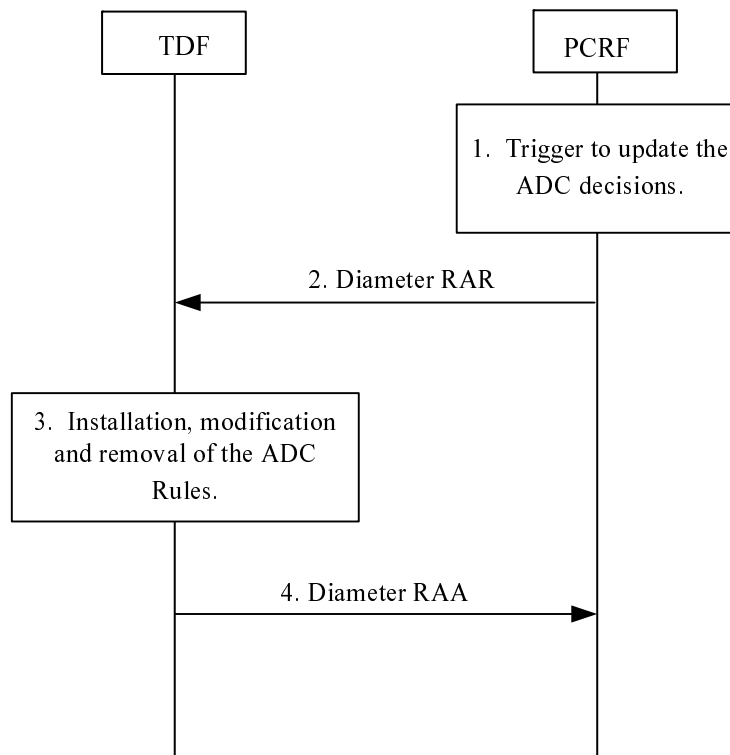 TDF
PCRF
1. Trigger to update the
ADC decisions.
2. Diameter RAR
3. Installation, modification
and removal of the ADC
Rules.
4. Diameter RAA